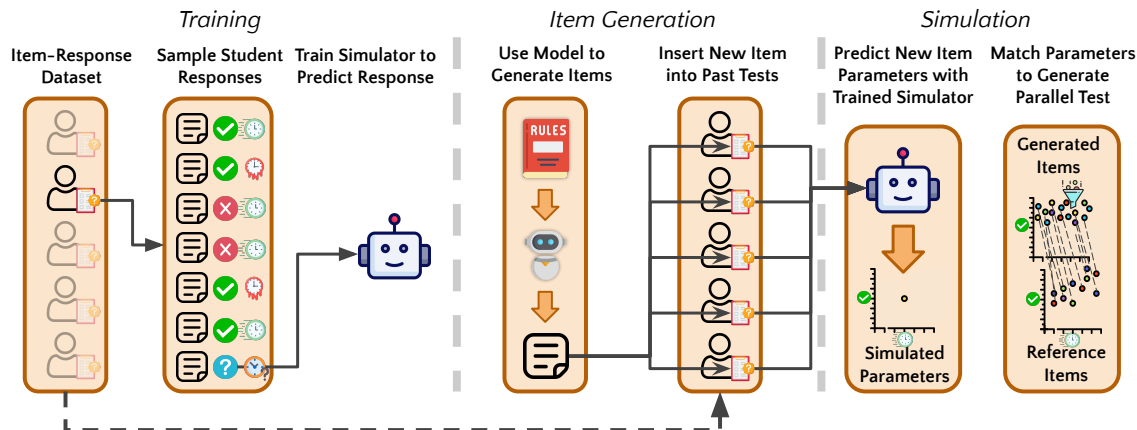 Training
Item Generation
Simulation
Item-Response
Dataset
Sample Student
Responses
Train Simulator to
Predict Response
Use Model to
Generate Items
Insert New Item
into Past Tests
Predict New Item
Parameters with
Trained Simulator
Match Parameters
to Generate
Parallel Test
RULES
Generated
Items
Simulated
Parameters
Reference
Items